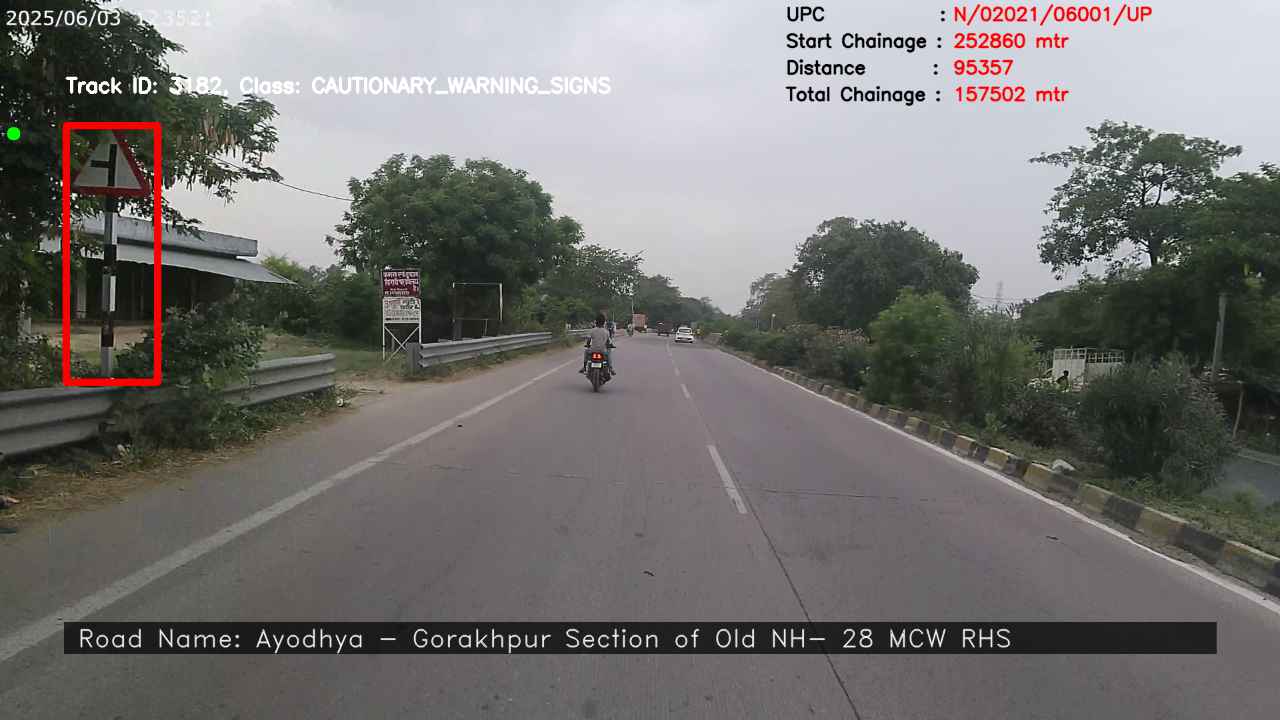 2025/06/03 123521
UPC : N/02021/06001/UP
Start Chainage : 252860 mtr
Distance : 95357
Total Chainage : 157502 mtr
Track ID: 3182, Class: CAUTIONARY_WARNING_SIGNS
Road Name: Ayodhya - Gorakhpur Section of Old NH- 28 MCW RHS